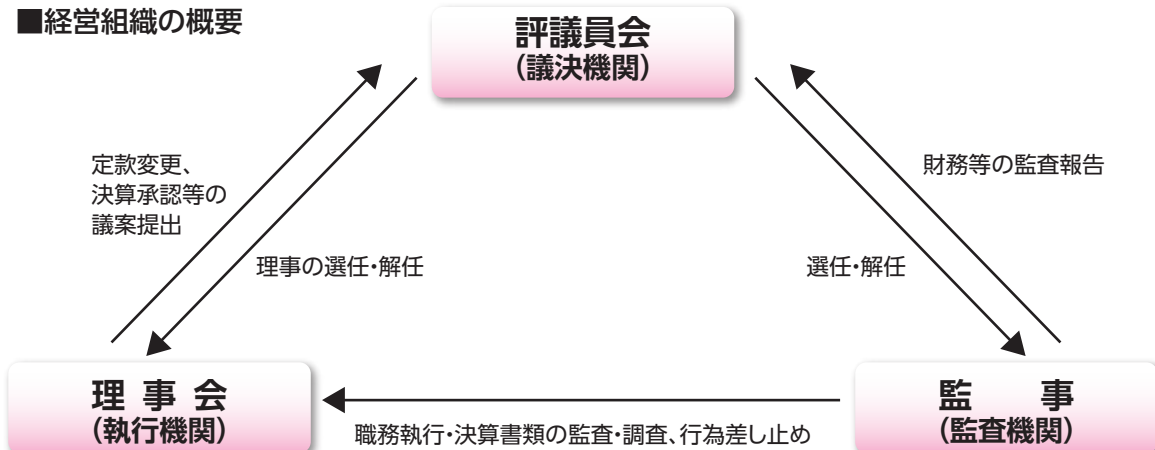 ■経営組織の概要
評議員会
(議決機関)
定款変更、
決算承認等の
議案提出
財務等の監査報告
理事の選任・解任
選任・解任
理事会
(執行機関)
監事
(監査機関)
職務執行・決算書類の監査・調査、行為差し止め